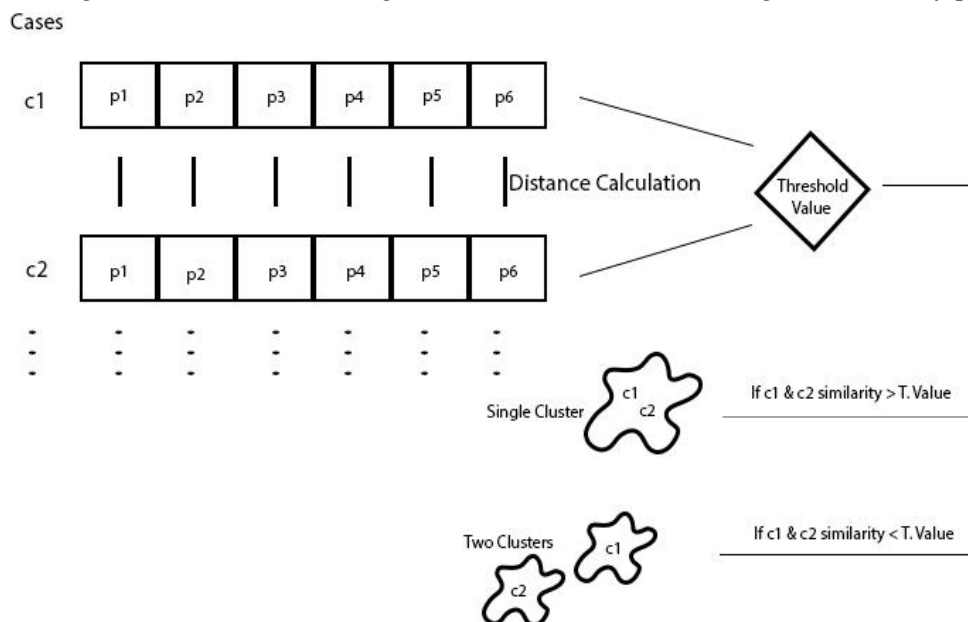 Cases
c1
p1 p2 p3 p4 p5 p6
Distance Calculation
Threshold
Value
c2
p1 p2 p3 p4 p5 p6
c1
c2
Single Cluster
If c1 & c2 similarity > T. Value
Two Clusters
c1
c2
If c1 & c2 similarity < T. Value